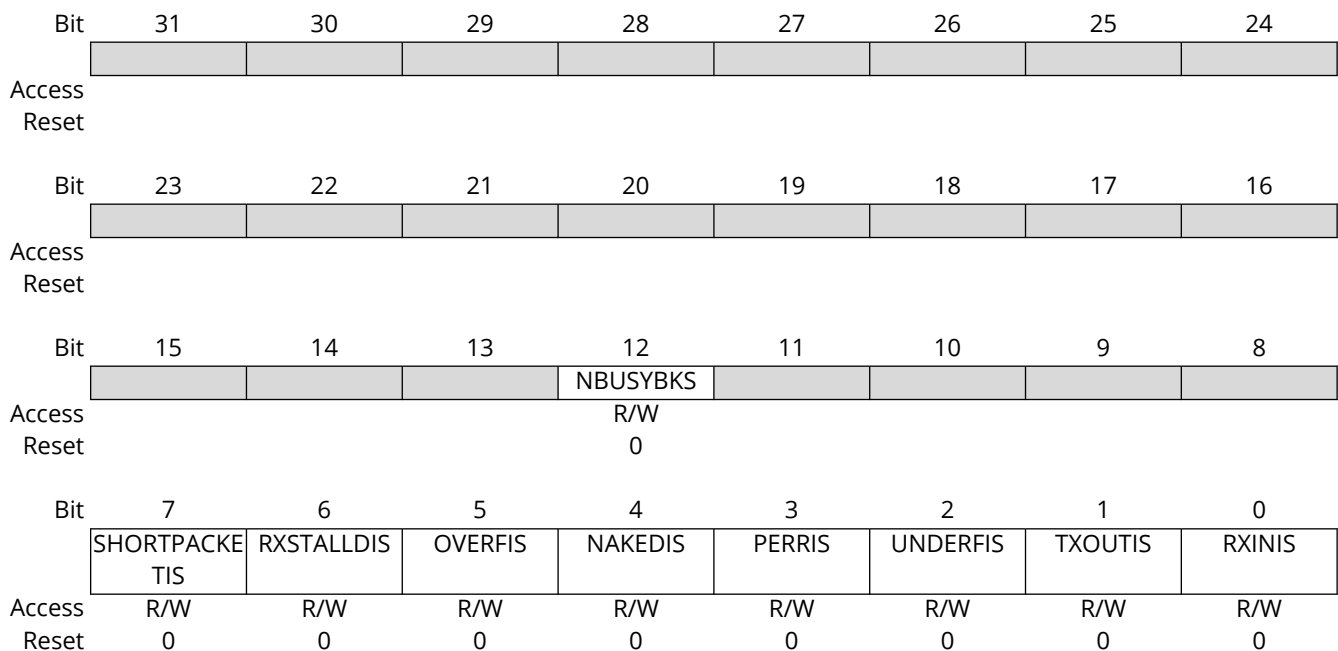 Bit 31 30 29 28 27 26 25 24
Access
Reset
Bit 23 22 21 20 19 18 17 16
Access
Reset
Bit 15 14 13 12 11 10 9 8
NBUSYBKS
Access R/W
Reset 0
Bit 7 6 5 4 3 2 1 0
SHORTPACKE RXSTALLDIS OVERFIS NAKEDIS PERRIS UNDERFIS TXOUTIS RXINIS
TIS
Access R/W R/W R/W R/W R/W R/W R/W R/W
Reset 0 0 0 0 0 0 0 0